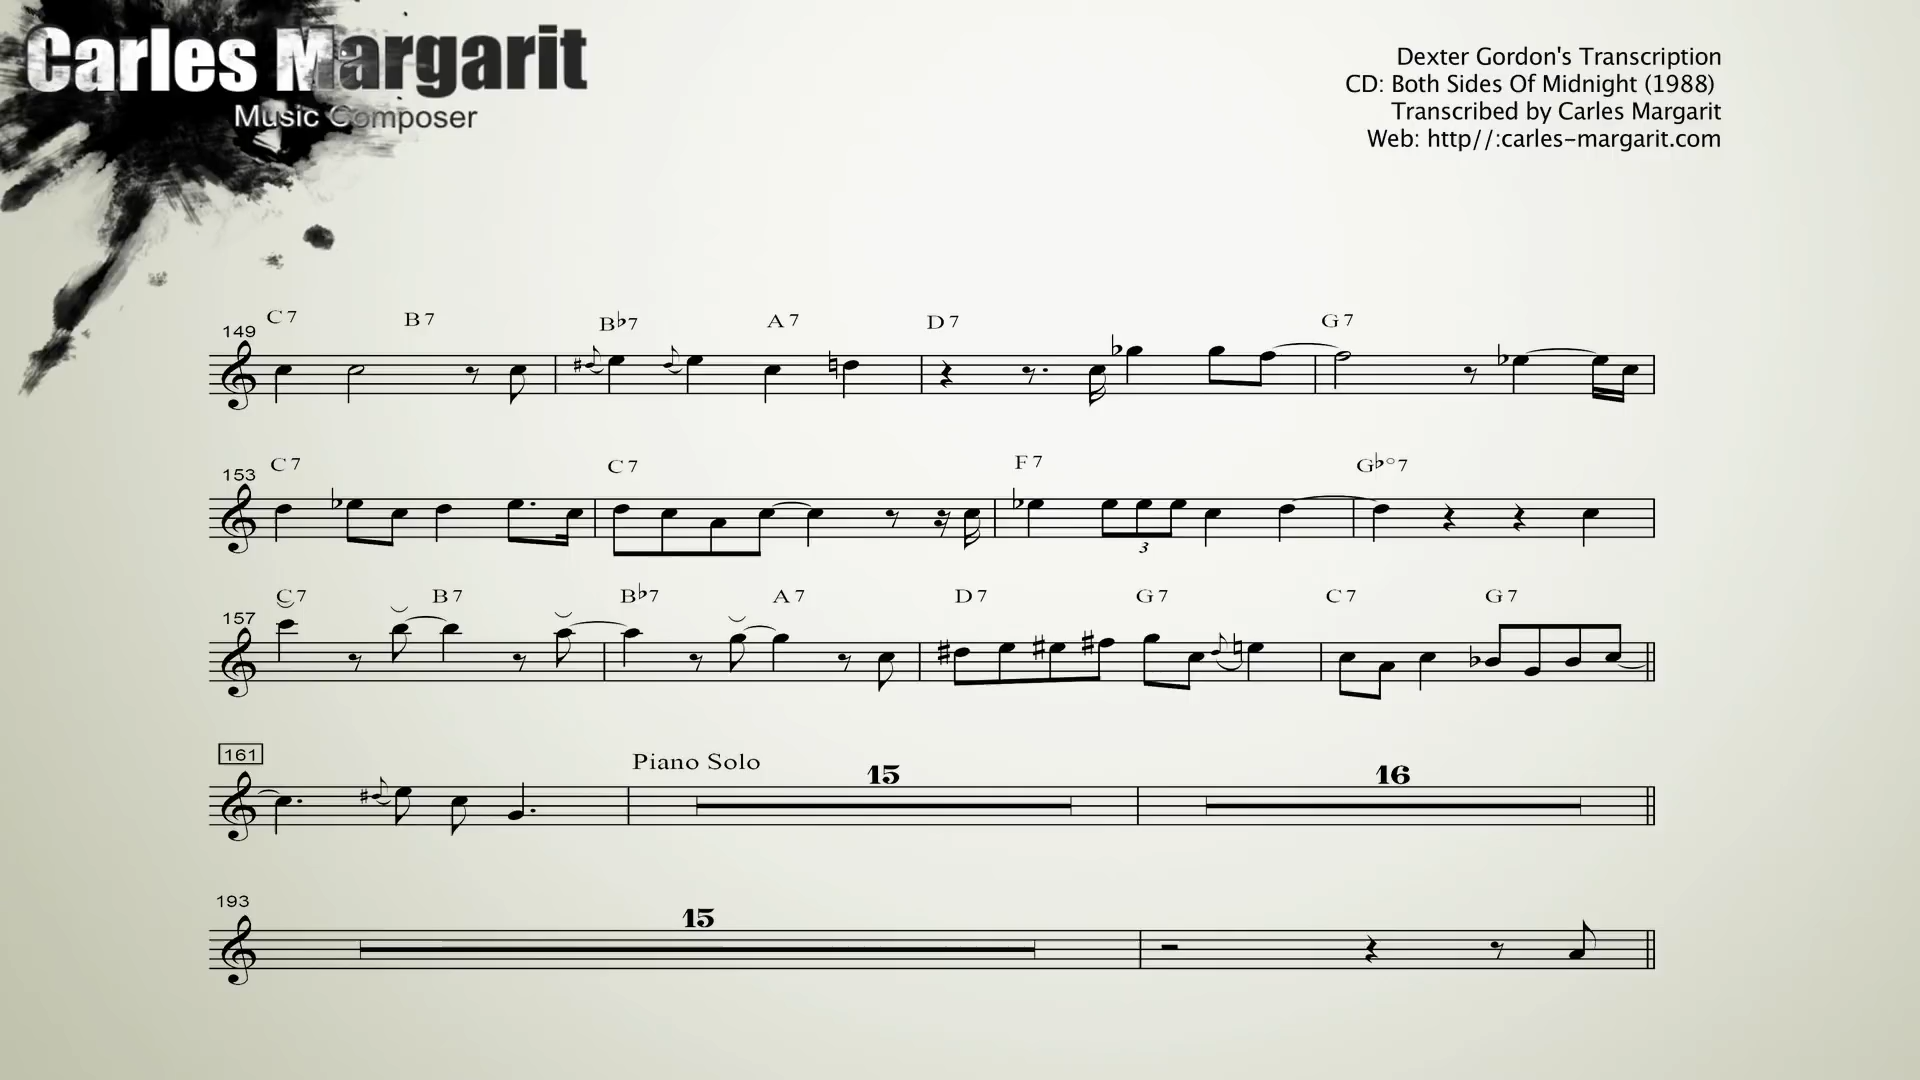 Carles Margarit
Music Composer
Dexter Gordon's Transcription
CD: Both Sides Of Midnight (1988)
Transcribed by Carles Margarit
Web: http//:carles-margarit.com
149 C7 B7 B♭7 A7 D7 G7
153 C7 C7 F7 G♭°7
3
157 C7 B7 B♭7 A7 D7 G7 C7 G7
161 Piano Solo 15 16
193 15